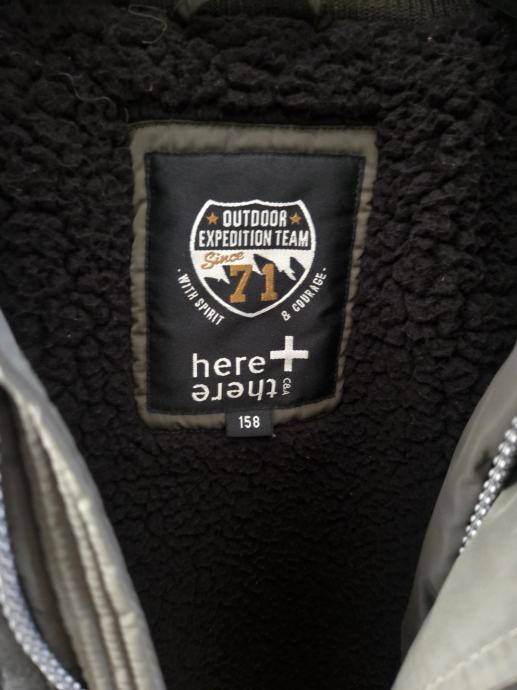 OUTDOOR
EXPEDITION TEAM
Since
71
· WITH SPIRIT & COURAGE ·
here +
there
C&A
158